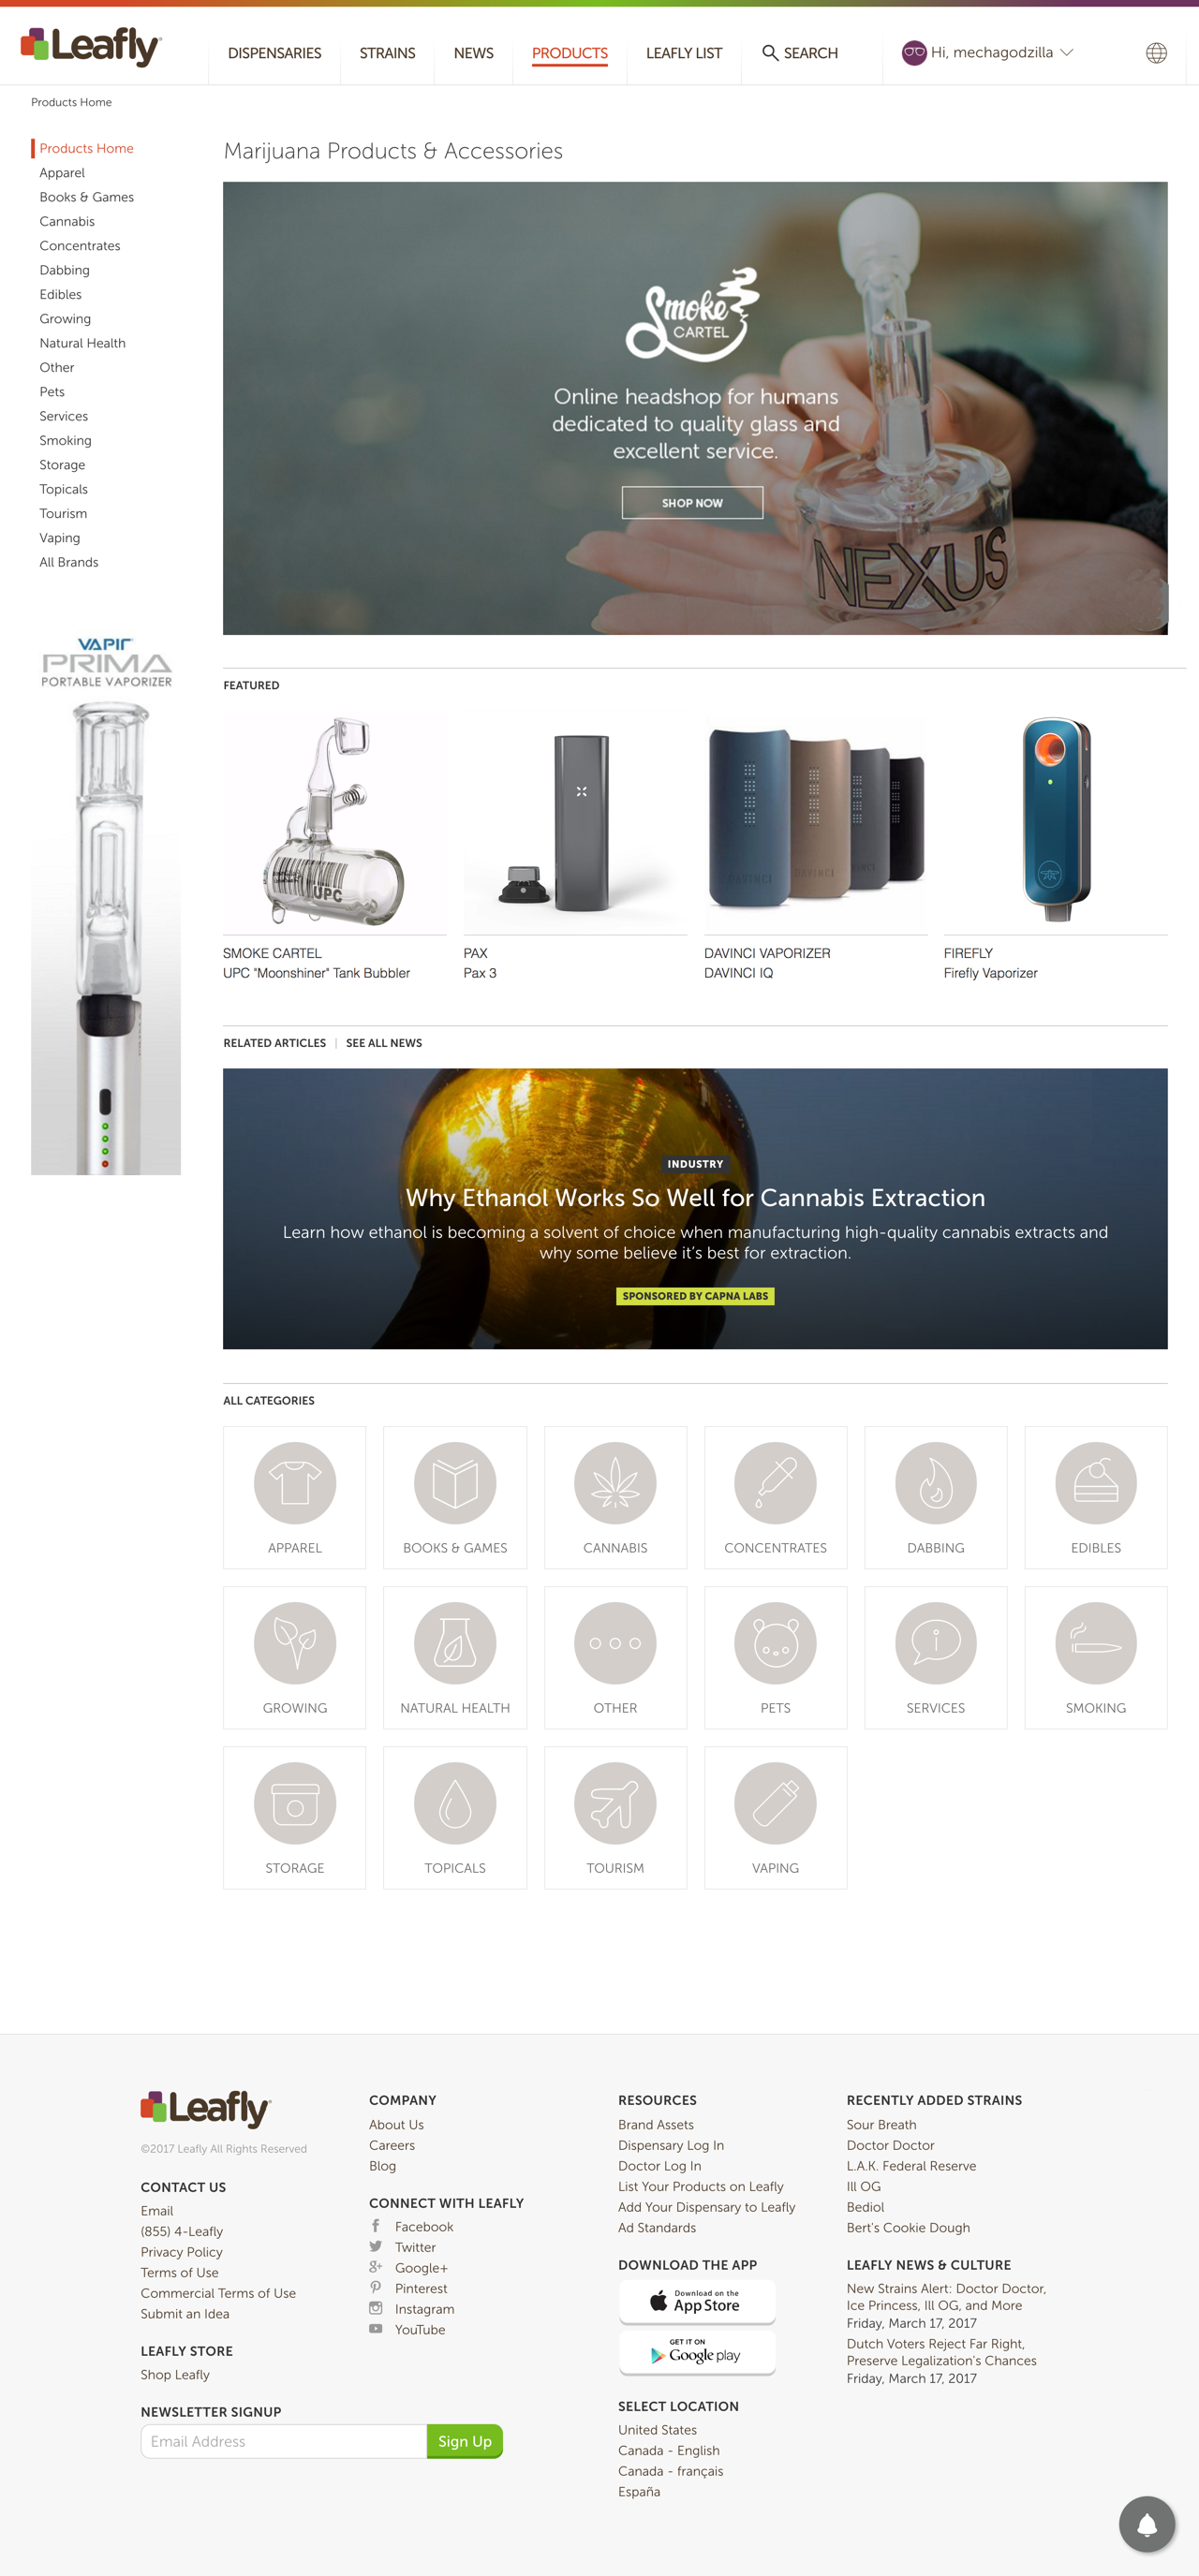 Leafly
DISPENSARIES
STRAINS
NEWS
PRODUCTS
LEAFLY LIST
SEARCH
Hi, mechagodzilla
Products Home
Products Home
Apparel
Books & Games
Cannabis
Concentrates
Dabbing
Edibles
Growing
Natural Health
Other
Pets
Services
Smoking
Storage
Topicals
Tourism
Vaping
All Brands
VAPIR
PRIMA
PORTABLE VAPORIZER
Marijuana Products & Accessories
Smoke
CARTEL
Online headshop for humans
dedicated to quality glass and
excellent service.
SHOP NOW
NEXUS
FEATURED
UPC
DAVINCI
DAVINCI
SMOKE CARTEL
UPC "Moonshiner" Tank Bubbler
PAX
Pax 3
DAVINCI VAPORIZER
DAVINCI IQ
FIREFLY
Firefly Vaporizer
RELATED ARTICLES | SEE ALL NEWS
INDUSTRY
Why Ethanol Works So Well for Cannabis Extraction
Learn how ethanol is becoming a solvent of choice when manufacturing high-quality cannabis extracts and
why some believe it's best for extraction.
SPONSORED BY CAPNA LABS
ALL CATEGORIES
APPAREL
BOOKS & GAMES
CANNABIS
CONCENTRATES
DABBING
EDIBLES
GROWING
NATURAL HEALTH
OTHER
PETS
SERVICES
SMOKING
STORAGE
TOPICALS
TOURISM
VAPING
Leafly
©2017 Leafly All Rights Reserved
CONTACT US
Email
(855) 4-Leafly
Privacy Policy
Terms of Use
Commercial Terms of Use
Submit an Idea
LEAFLY STORE
Shop Leafly
NEWSLETTER SIGNUP
Email Address
Sign Up
COMPANY
About Us
Careers
Blog
CONNECT WITH LEAFLY
Facebook
Twitter
Google+
Pinterest
Instagram
YouTube
RESOURCES
Brand Assets
Dispensary Log In
Doctor Log In
List Your Products on Leafly
Add Your Dispensary to Leafly
Ad Standards
DOWNLOAD THE APP
Download on the
App Store
GET IT ON
Google play
SELECT LOCATION
United States
Canada - English
Canada - français
España
RECENTLY ADDED STRAINS
Sour Breath
Doctor Doctor
L.A.K. Federal Reserve
Ill OG
Bediol
Bert's Cookie Dough
LEAFLY NEWS & CULTURE
New Strains Alert: Doctor Doctor,
Ice Princess, Ill OG, and More
Friday, March 17, 2017
Dutch Voters Reject Far Right,
Preserve Legalization's Chances
Friday, March 17, 2017